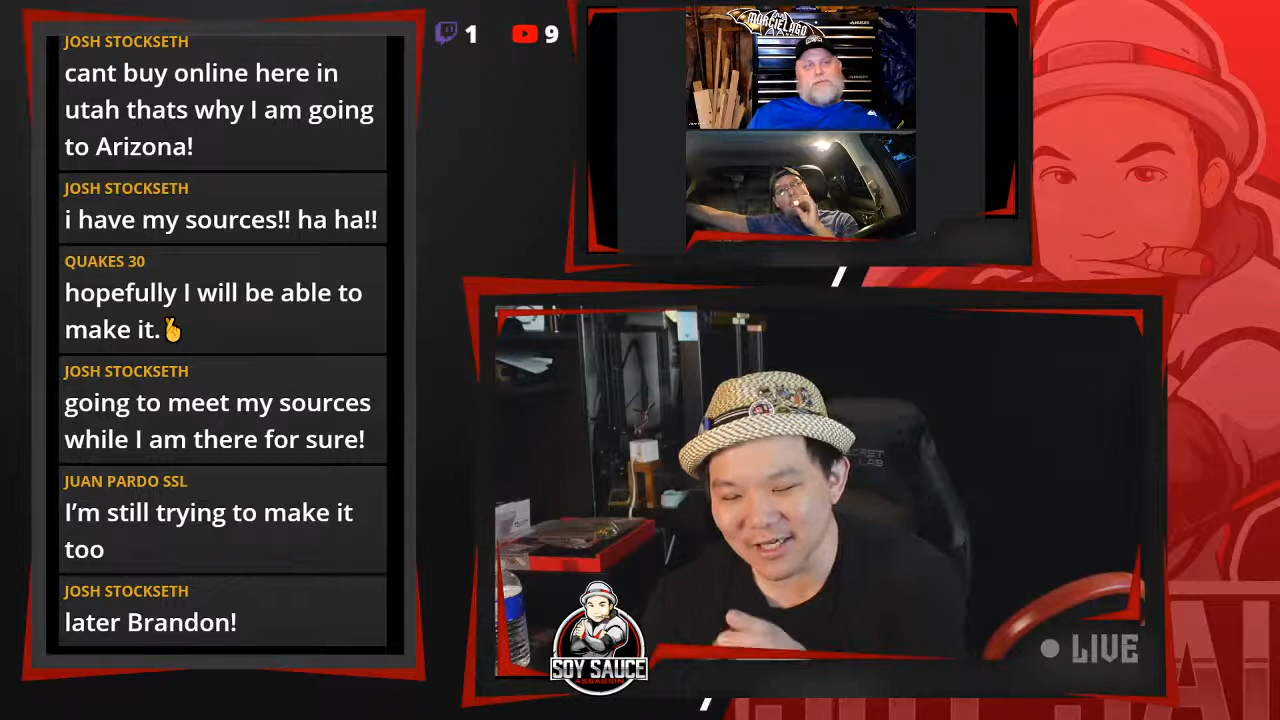 JOSH STOCKSETH
cant buy online here in
utah thats why I am going
to Arizona!
JOSH STOCKSETH
i have my sources!! ha ha!!
QUAKES 30
hopefully I will be able to
make it.🫰
JOSH STOCKSETH
going to meet my sources
while I am there for sure!
JUAN PARDO SSL
I’m still trying to make it
too
JOSH STOCKSETH
later Brandon!
1
9
MURCIELAGO
SOY SAUCE
ASSASSIN
LIVE